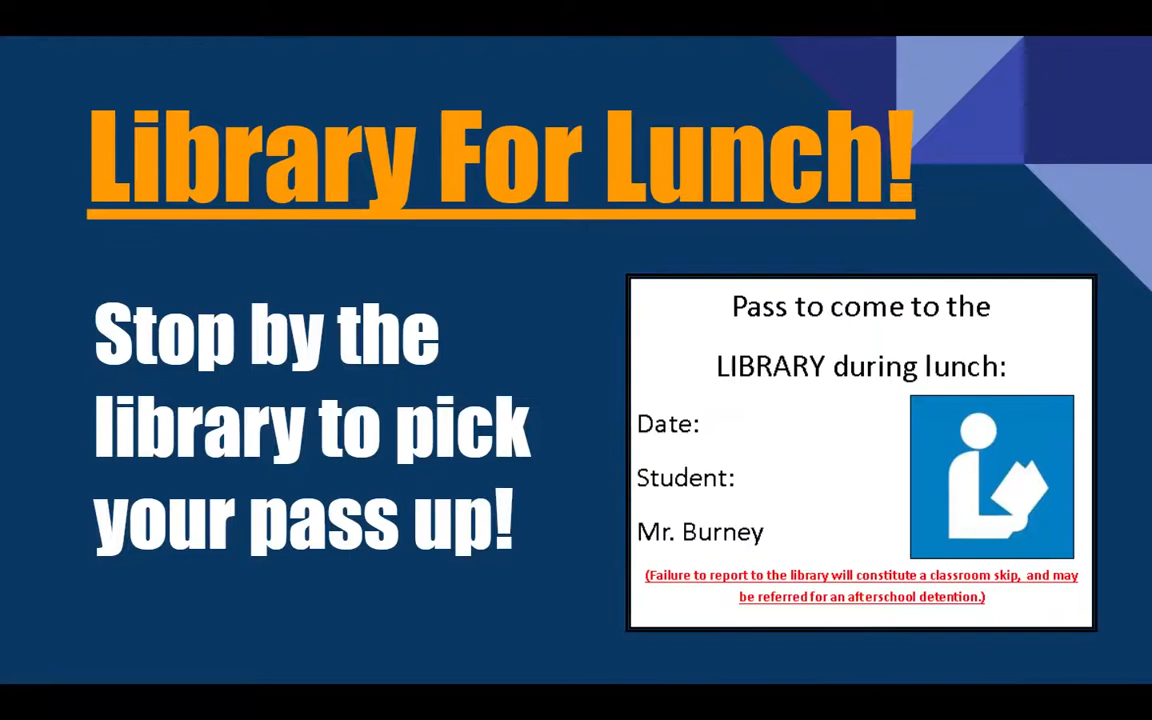 Library For Lunch!
Stop by the
library to pick
your pass up!
Pass to come to the
LIBRARY during lunch:
Date:
Student:
Mr. Burney
(Failure to report to the library will constitute a classroom skip, and may
be referred for an afterschool detention.)